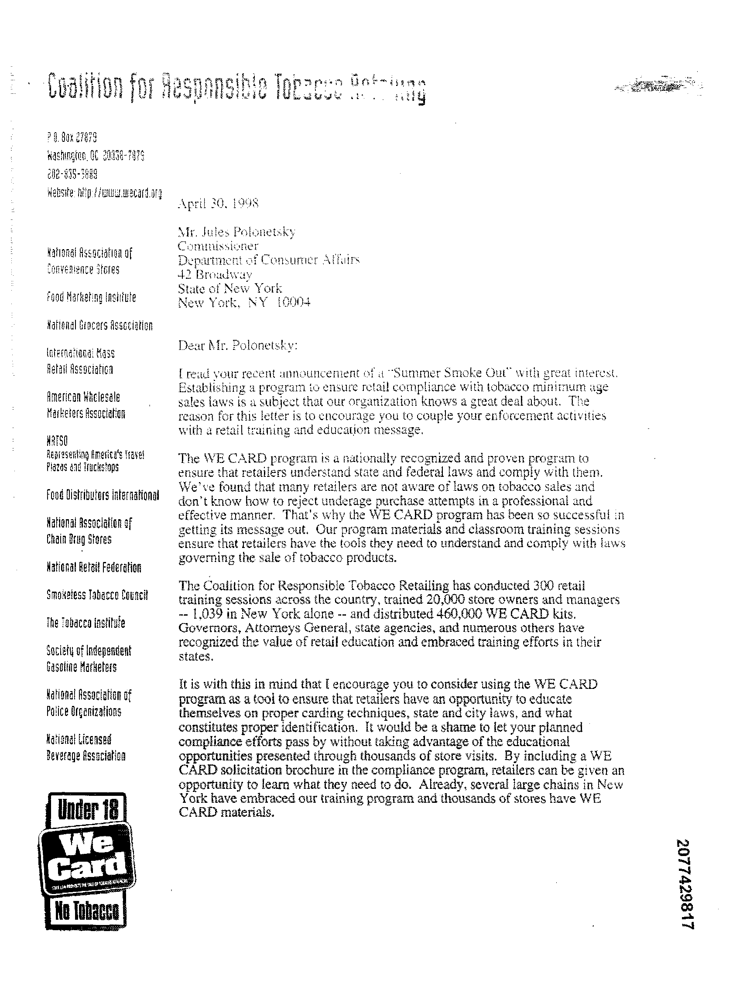 Coalition for Responsible Tobacco Retailing
P.O. Box 27879
Washington, DC 20038-7879
Website: http://www.wecard.org
National Association of
Convenience Stores
Food Marketing Institute
National Grocers Association
International Mass
Retail Association
American Wholesale
Marketers Association
NATSO
Representing America's Travel
Plazas and Truckstops
Food Distributors International
National Association of
Chain Drug Stores
National Retail Federation
Smokeless Tobacco Council
The Tobacco Institute
Society of Independent
Gasoline Marketers
National Association of
Police Organizations
National Licensed
Beverage Association
Under 18
We
Card
No Tobacco
April 30, 1998
Mr. Jules Polonetsky
Commissioner
Department of Consumer Affairs
42 Broadway
State of New York
New York, NY 10004
Dear Mr. Polonetsky:
I read your recent announcement of a "Summer Smoke Out" with great interest.
Establishing a program to ensure retail compliance with tobacco minimum age
sales laws is a subject that our organization knows a great deal about. The
reason for this letter is to encourage you to couple your enforcement activities
with a retail training and education message.
The WE CARD program is a nationally recognized and proven program to
ensure that retailers understand state and federal laws and comply with them.
We've found that many retailers are not aware of laws on tobacco sales and
don't know how to reject underage purchase attempts in a professional and
effective manner. That's why the WE CARD program has been so successful in
getting its message out. Our program materials and classroom training sessions
ensure that retailers have the tools they need to understand and comply with laws
governing the sale of tobacco products.
The Coalition for Responsible Tobacco Retailing has conducted 300 retail
training sessions across the country, trained 20,000 store owners and managers
-- 1,039 in New York alone -- and distributed 460,000 WE CARD kits.
Governors, Attorneys General, state agencies, and numerous others have
recognized the value of retail education and embraced training efforts in their
states.
It is with this in mind that I encourage you to consider using the WE CARD
program as a tool to ensure that retailers have an opportunity to educate
themselves on proper carding techniques, state and city laws, and what
constitutes proper identification. It would be a shame to let your planned
compliance efforts pass by without taking advantage of the educational
opportunities presented through thousands of store visits. By including a WE
CARD solicitation brochure in the compliance program, retailers can be given an
opportunity to learn what they need to do. Already, several large chains in New
York have embraced our training program and thousands of stores have WE
CARD materials.
2077429817